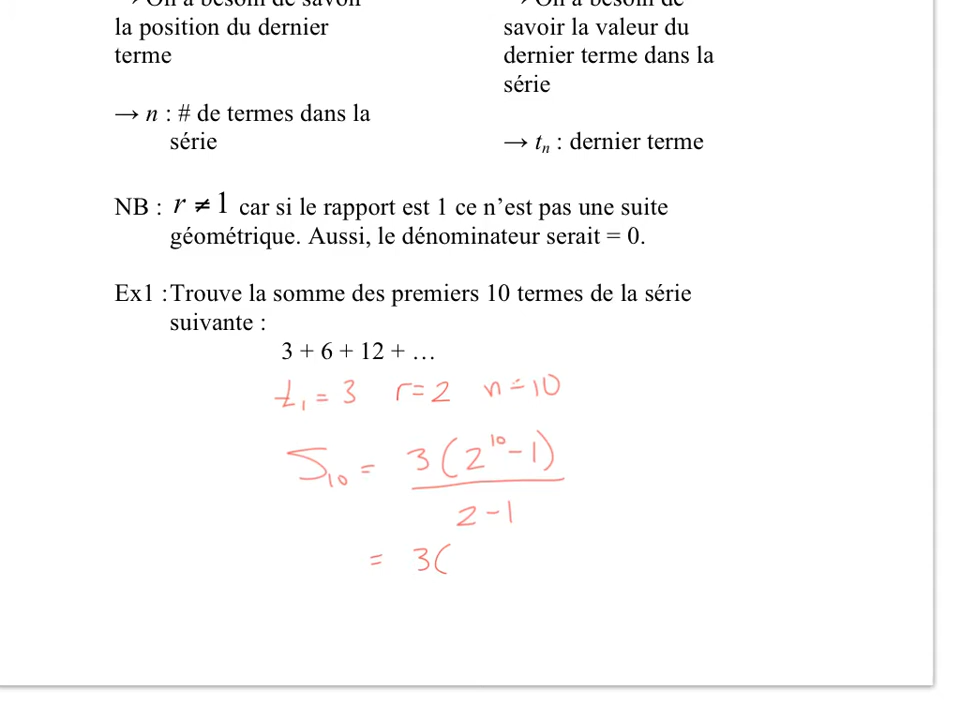 la position du dernier
terme
→ n : # de termes dans la
série
savoir la valeur du
dernier terme dans la
série
→ tₙ : dernier terme
NB : r ≠ 1 car si le rapport est 1 ce n’est pas une suite
géométrique. Aussi, le dénominateur serait = 0.
Ex1 :Trouve la somme des premiers 10 termes de la série
suivante :
3 + 6 + 12 + …
t₁ = 3 r = 2 n = 10
S₁₀ = 3(2¹⁰ - 1)
2 - 1
= 3(